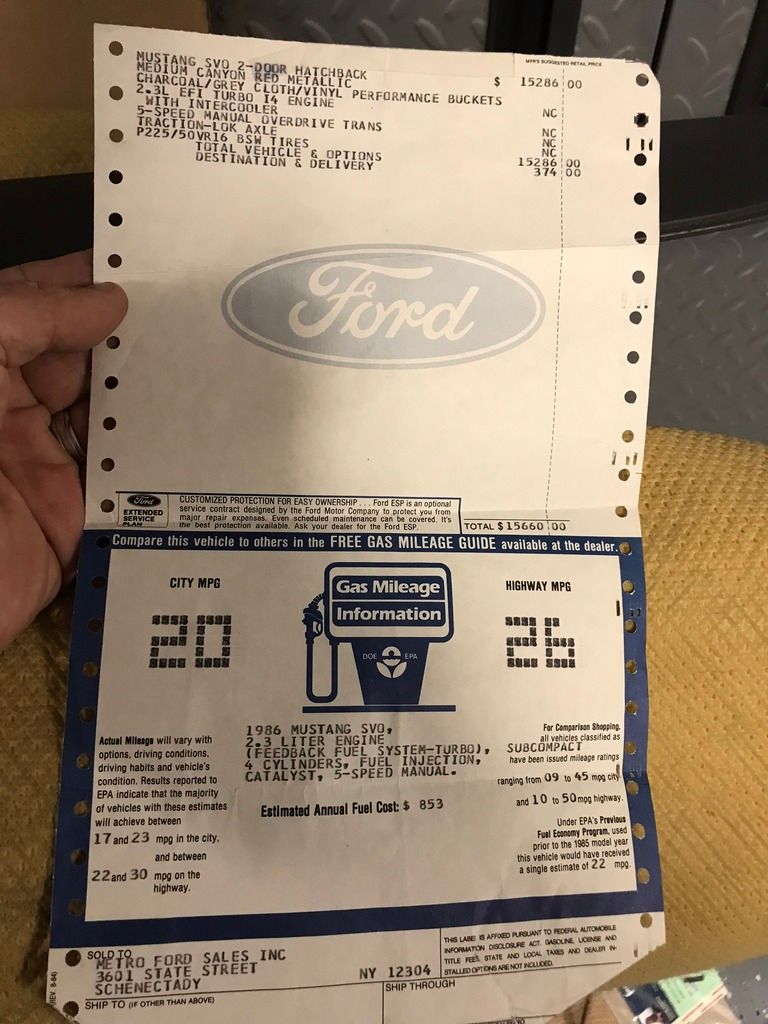 MFR'S SUGGESTED RETAIL PRICE
MUSTANG SVO 2-DOOR HATCHBACK $ 15286 00
MEDIUM CANYON RED METALLIC
CHARCOAL/GREY CLOTH/VINYL PERFORMANCE BUCKETS
2.3L EFI TURBO I4 ENGINE NC
WITH INTERCOOLER
5-SPEED MANUAL OVERDRIVE TRANS NC
TRACTION-LOK AXLE NC
P225/50VR16 BSW TIRES NC
TOTAL VEHICLE & OPTIONS 15286 00
DESTINATION & DELIVERY 374 00
Ford
Ford
EXTENDED
SERVICE
PLAN
CUSTOMIZED PROTECTION FOR EASY OWNERSHIP . . . Ford ESP is an optional
service contract designed by the Ford Motor Company to protect you from
major repair expenses. Even scheduled maintenance can be covered. It's
the best protection available. Ask your dealer for the Ford ESP.
TOTAL $ 15660 00
Compare this vehicle to others in the FREE GAS MILEAGE GUIDE available at the dealer.
CITY MPG
20
Gas Mileage
Information
DOE EPA
HIGHWAY MPG
26
Actual Mileage will vary with
options, driving conditions,
driving habits and vehicle's
condition. Results reported to
EPA indicate that the majority
of vehicles with these estimates
will achieve between
17 and 23 mpg in the city,
and between
22 and 30 mpg on the
highway.
1986 MUSTANG SVO,
2.3 LITER ENGINE
(FEEDBACK FUEL SYSTEM-TURBO),
4 CYLINDERS, FUEL INJECTION,
CATALYST, 5-SPEED MANUAL.
Estimated Annual Fuel Cost: $ 853
For Comparison Shopping,
all vehicles classified as
SUBCOMPACT
have been issued mileage ratings
ranging from 09 to 45 mpg city
and 10 to 50 mpg highway.
Under EPA's Previous
Fuel Economy Program, used
prior to the 1985 model year
this vehicle would have received
a single estimate of 22 mpg.
SOLD TO
METRO FORD SALES INC
3601 STATE STREET
SCHENECTADY NY 12304
THIS LABEL IS AFFIXED PURSUANT TO FEDERAL AUTOMOBILE
INFORMATION DISCLOSURE ACT. GASOLINE, LICENSE AND
TITLE FEES, STATE AND LOCAL TAXES AND DEALER IN-
STALLED OPTIONS ARE NOT INCLUDED.
SHIP TO (IF OTHER THAN ABOVE)
SHIP THROUGH
(REV. 8-84)